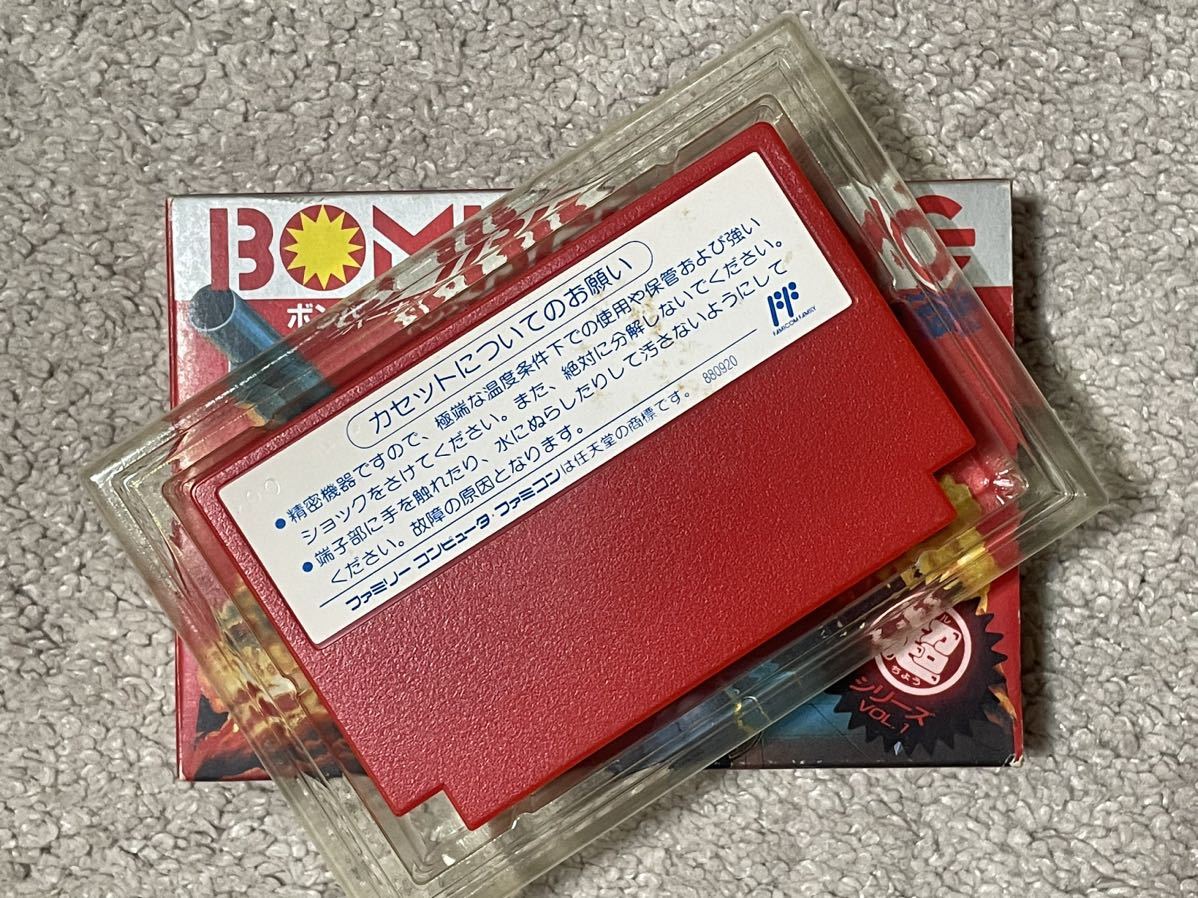 BOM
ボン
カセットについてのお願い
●精密機器ですので、極端な温度条件下での使用や保管および強い
ショックをさけてください。また、絶対に分解しないでください。
●端子部に手を触れたり、水にぬらしたりして汚さないようにして
ください。故障の原因となります。
ファミリーコンピュータ・ファミコンは任天堂の商標です。
880920
FAMICOM FAMILY
ちょう
シリーズ
VOL.1